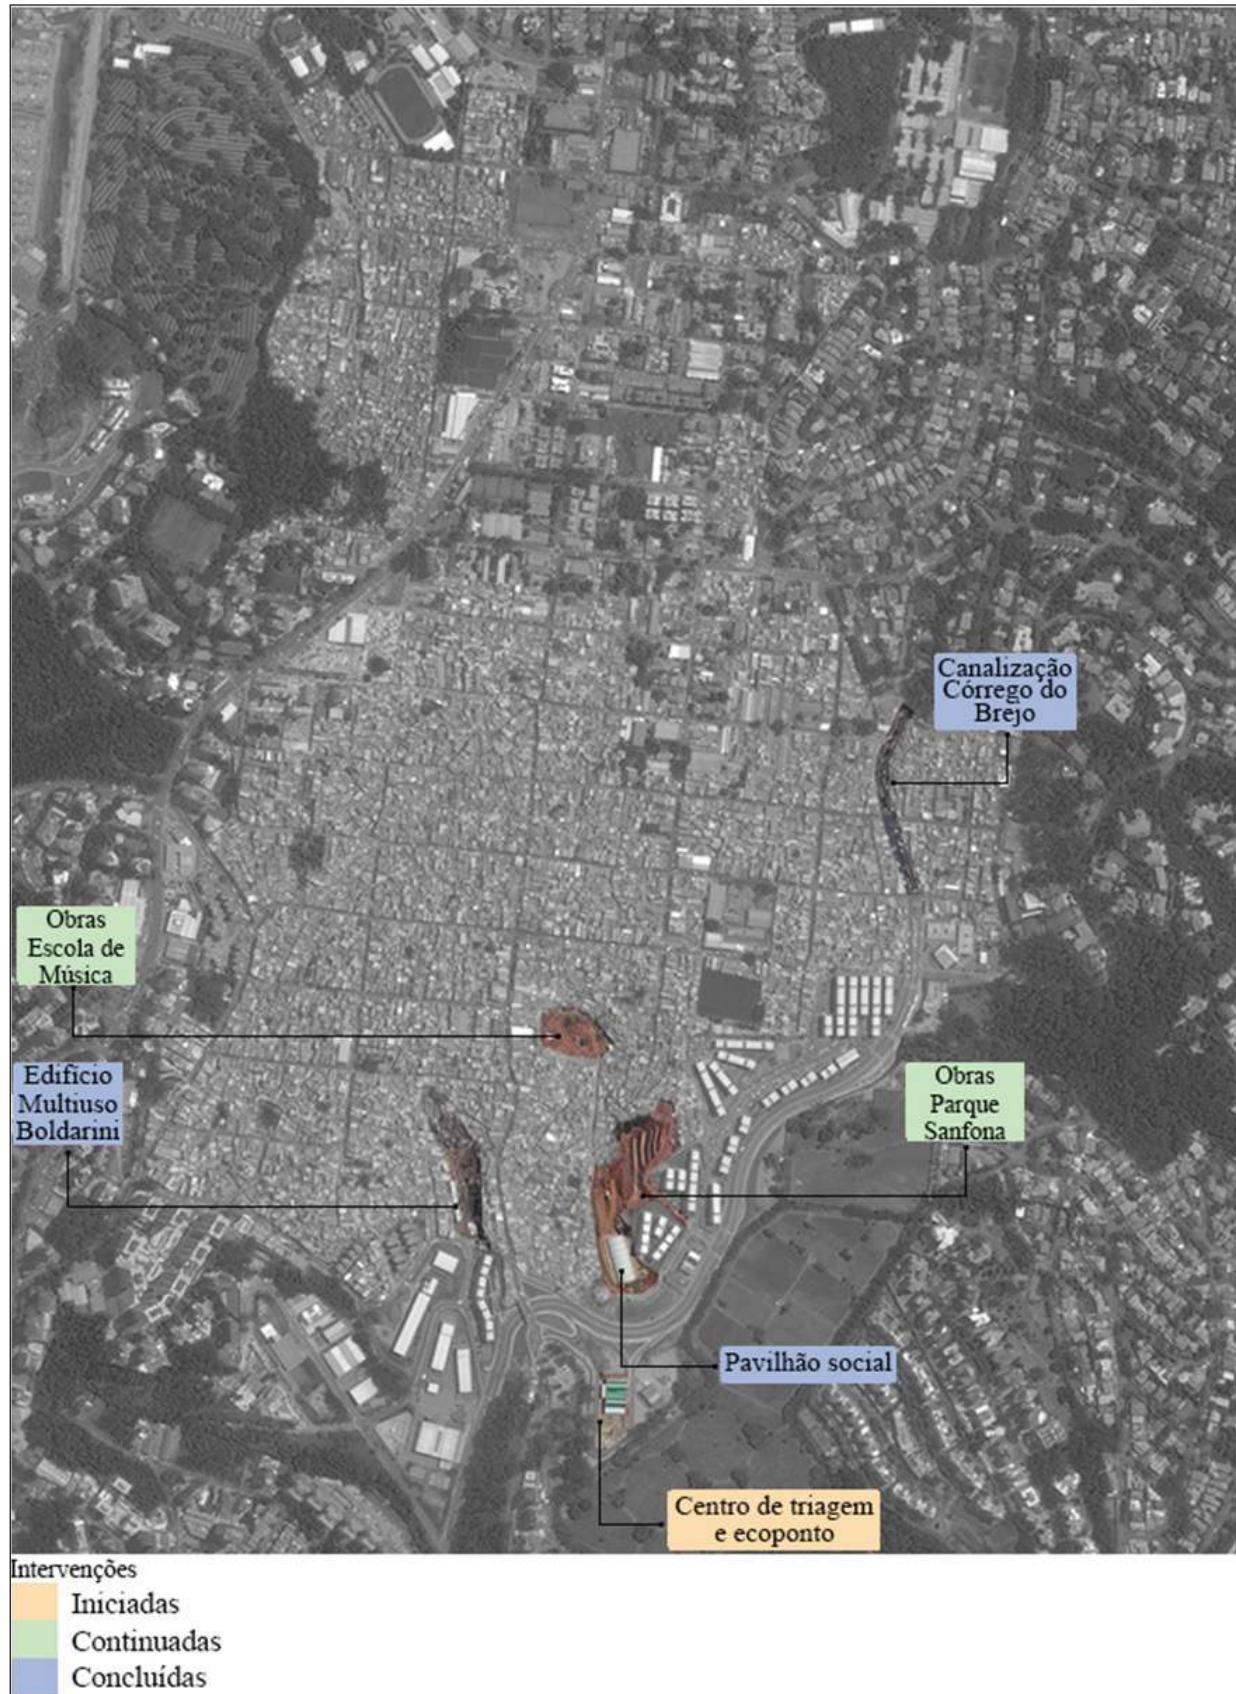 Canalização
Córrego do
Brejo
Obras
Escola de
Música
Edifício
Multiuso
Boldarini
Obras
Parque
Sanfona
Pavilhão social
Centro de triagem
e ecoponto
Intervenções
Iniciadas
Continuadas
Concluídas